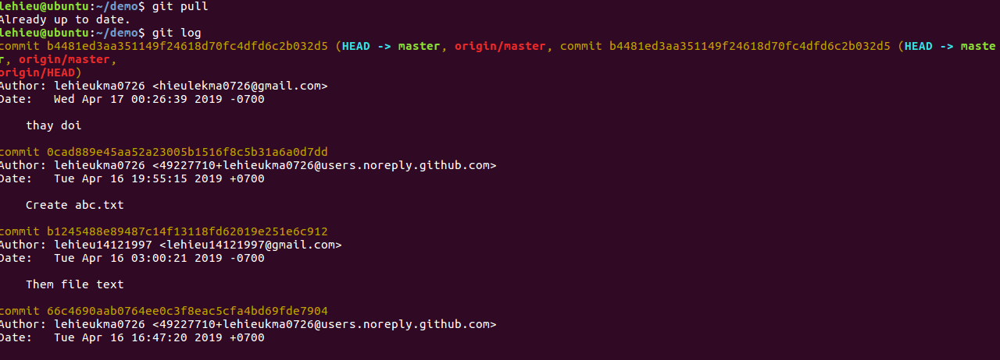 lehieu@ubuntu:~/demo$ git pull
Already up to date.
lehieu@ubuntu:~/demo$ git log
commit b4481ed3aa351149f24618d70fc4dfd6c2b032d5 (HEAD -> master, origin/master, commit b4481ed3aa351149f24618d70fc4dfd6c2b032d5 (HEAD -> maste
r, origin/master,
origin/HEAD)
Author: lehieukma0726 <hieulekma0726@gmail.com>
Date:   Wed Apr 17 00:26:39 2019 -0700
thay doi
commit 0cad889e45aa52a23005b1516f8c5b31a6a0d7dd
Author: lehieukma0726 <49227710+lehieukma0726@users.noreply.github.com>
Date:   Tue Apr 16 19:55:15 2019 +0700
Create abc.txt
commit b1245488e89487c14f13118fd62019e251e6c912
Author: lehieu14121997 <lehieu14121997@gmail.com>
Date:   Tue Apr 16 03:00:21 2019 -0700
Them file text
commit 66c4690aab0764ee0c3f8eac5cfa4bd69fde7904
Author: lehieukma0726 <49227710+lehieukma0726@users.noreply.github.com>
Date:   Tue Apr 16 16:47:20 2019 +0700